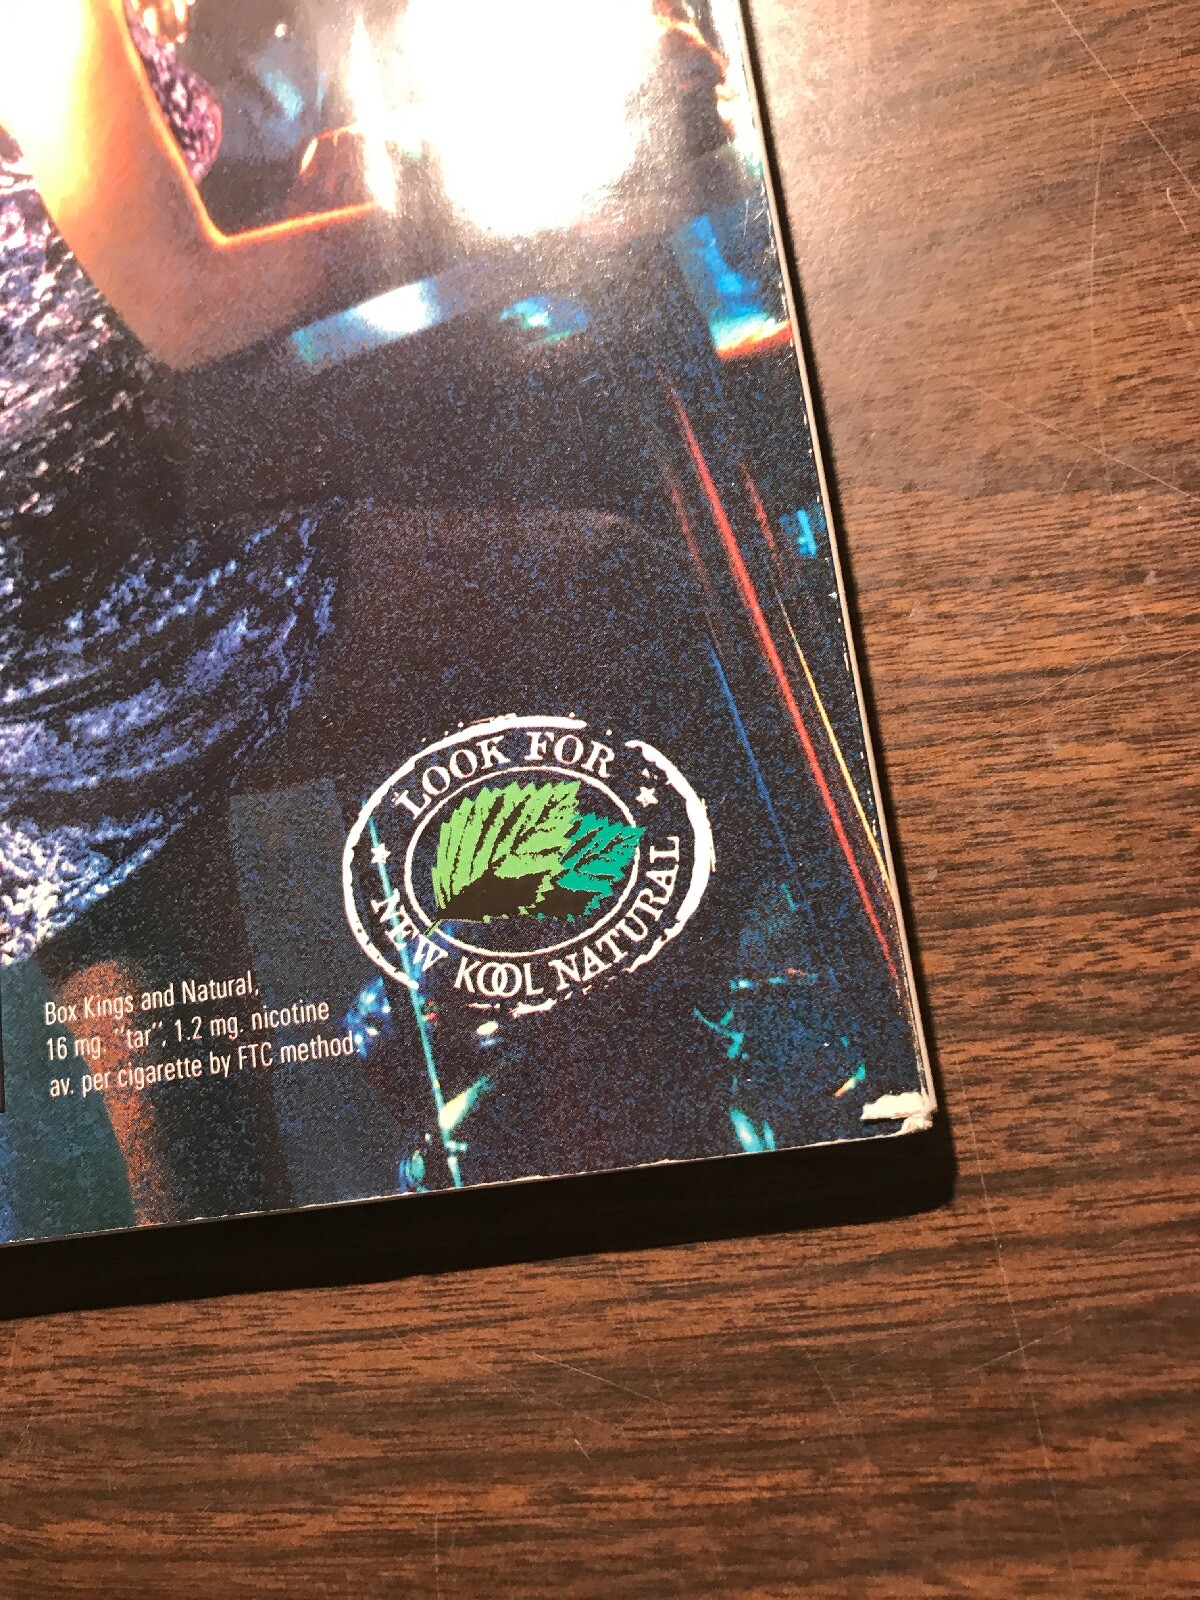 LOOK FOR
NEW KOOL NATURAL
Box Kings and Natural,
16 mg. "tar", 1.2 mg. nicotine
av. per cigarette by FTC method.